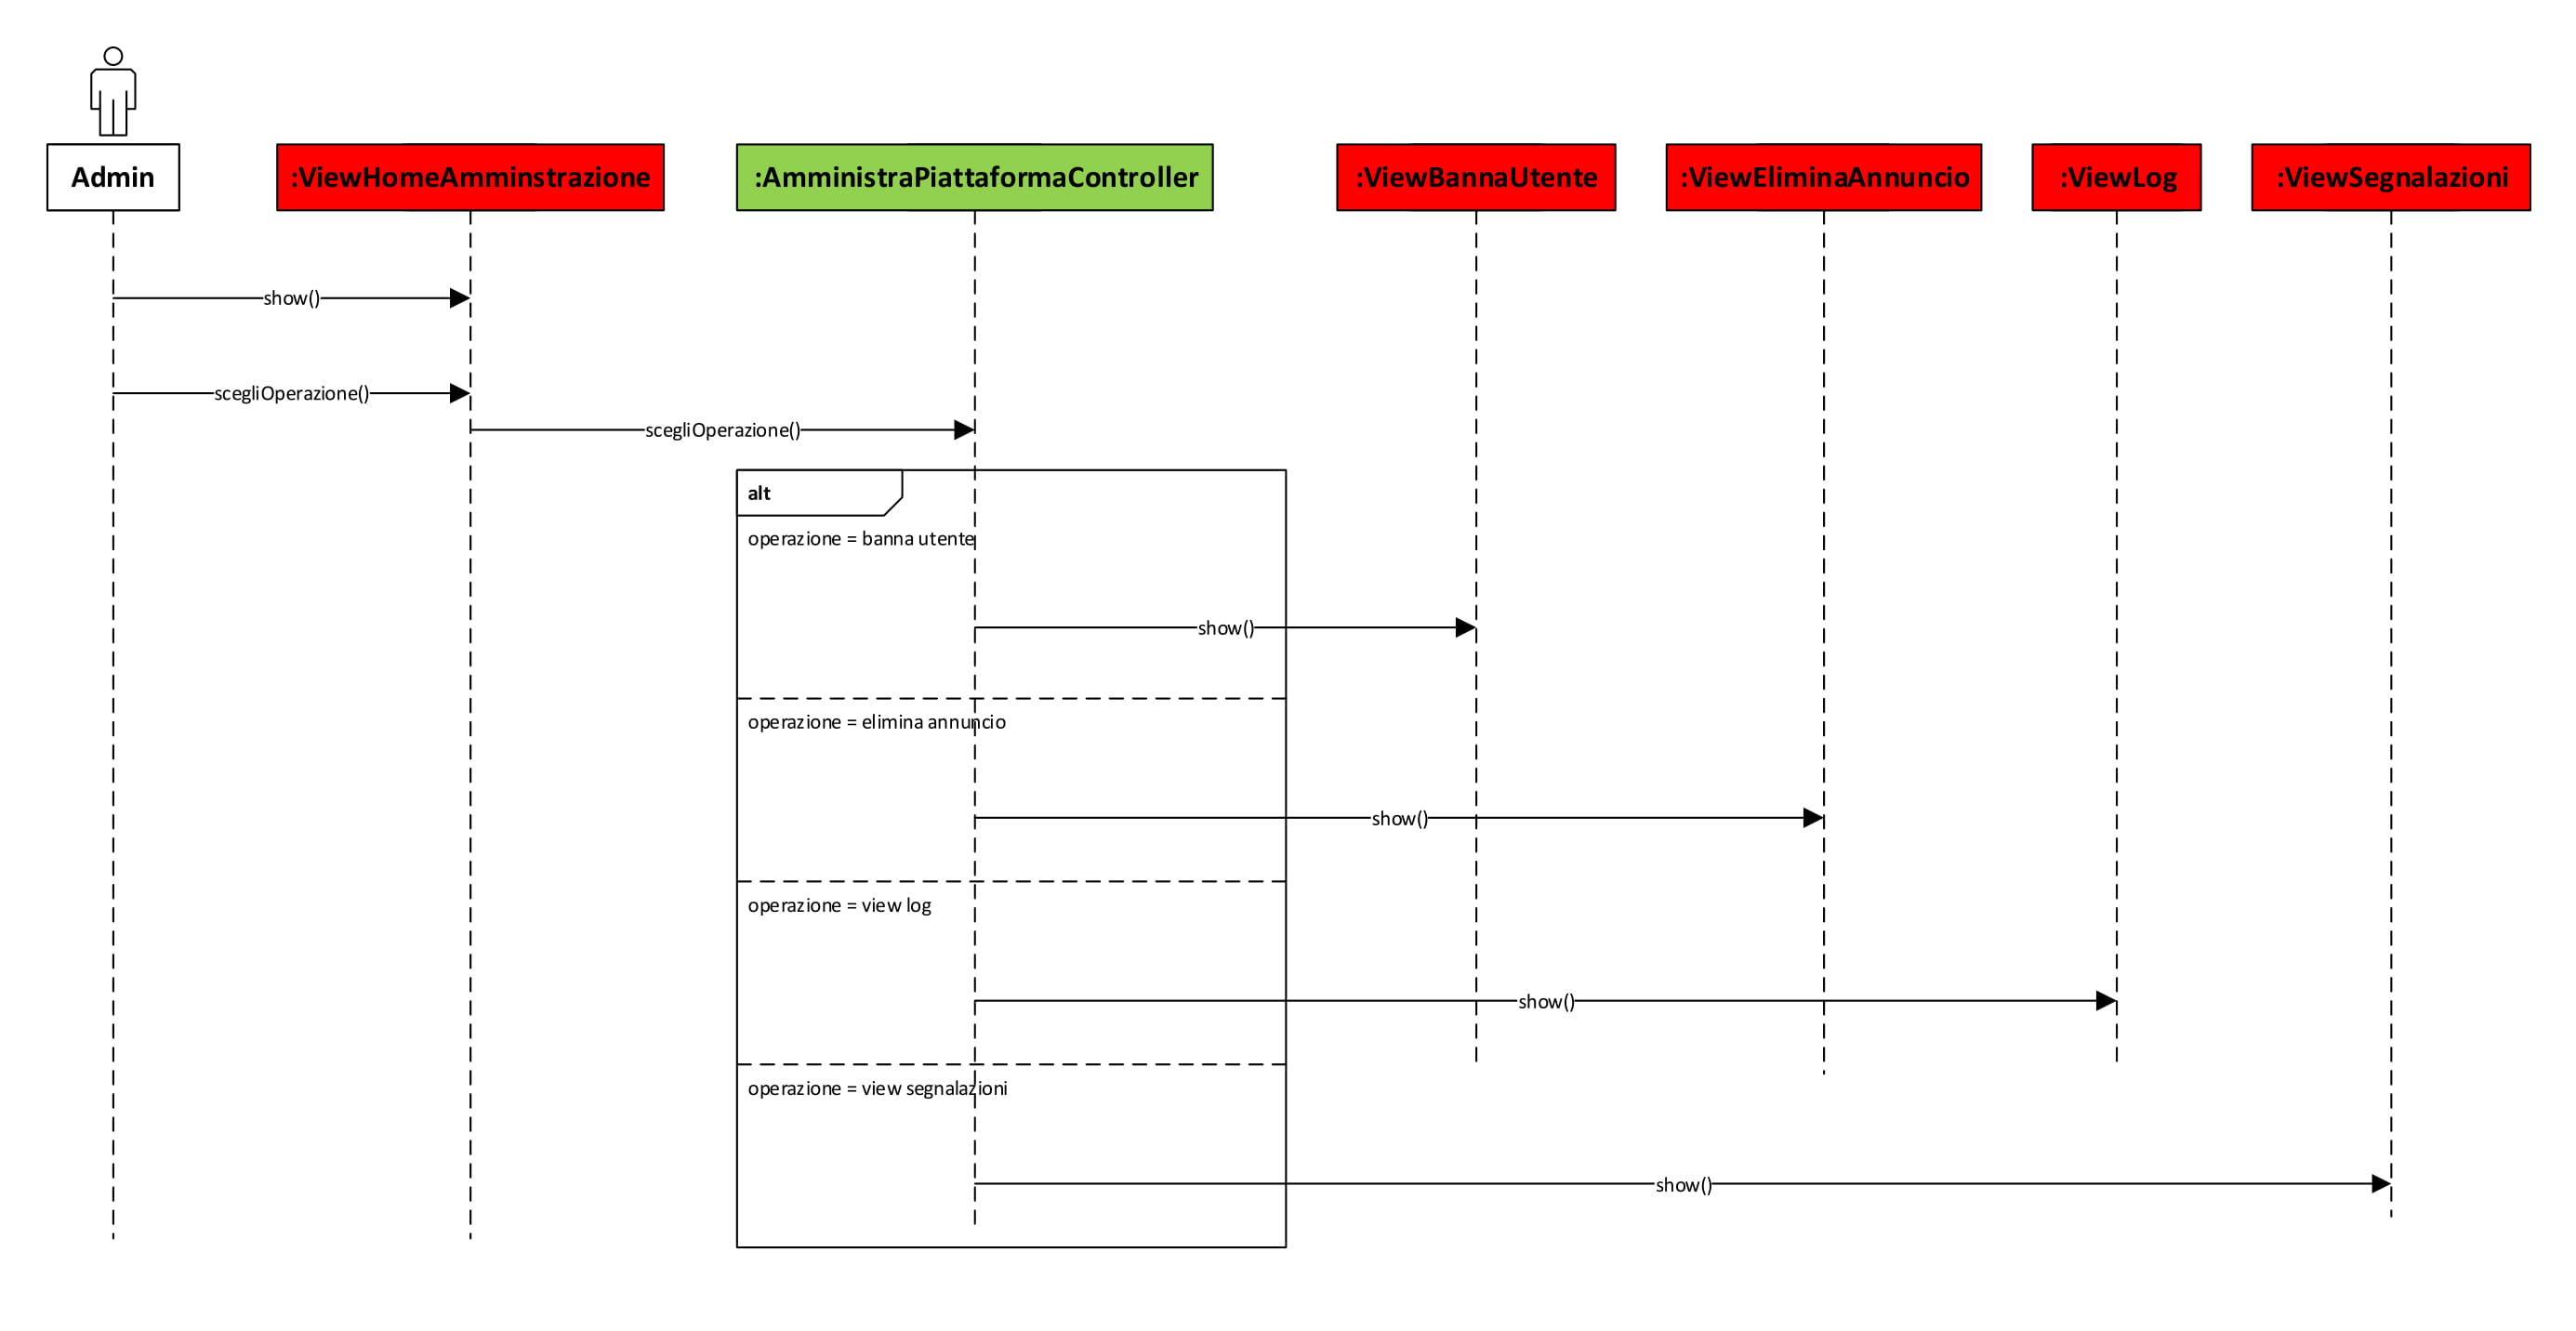 Admin
:ViewHomeAmminstrazione
:AmministraPiattaformaController
:ViewBannaUtente
:ViewEliminaAnnuncio
:ViewLog
:ViewSegnalazioni
show()
scegliOperazione()
scegliOperazione()
alt
operazione = banna utente
show()
operazione = elimina annuncio
show()
operazione = view log
show()
operazione = view segnalazioni
show()